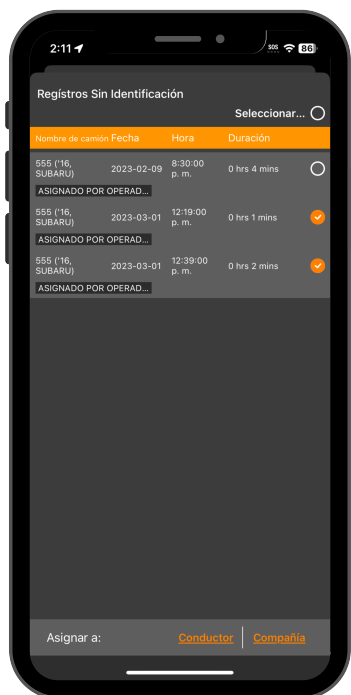 2:11 SOS 86
Regístros Sin Identificación
Seleccionar...
Nombre de camión Fecha Hora Duración
555 ('16, 2023-02-09 8:30:00 0 hrs 4 mins
SUBARU) p. m.
ASIGNADO POR OPERAD...
555 ('16, 2023-03-01 12:19:00 0 hrs 1 mins
SUBARU) p. m.
ASIGNADO POR OPERAD...
555 ('16, 2023-03-01 12:39:00 0 hrs 2 mins
SUBARU) p. m.
ASIGNADO POR OPERAD...
Asignar a: Conductor Compañía